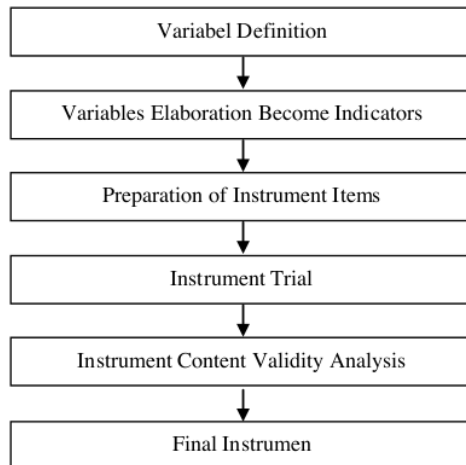 Variabel Definition
Variables Elaboration Become Indicators
Preparation of Instrument Items
Instrument Trial
Instrument Content Validity Analysis
Final Instrumen